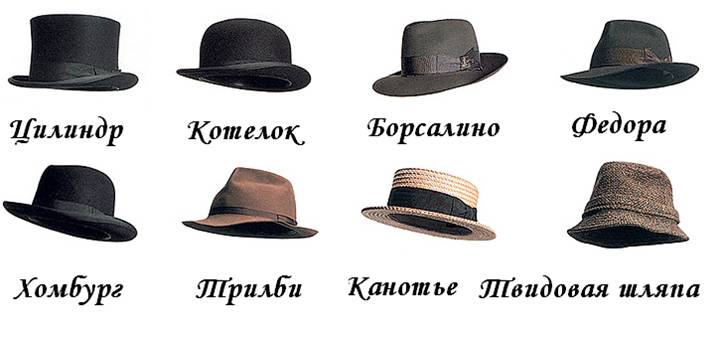 Цилиндр Котелок Борсалино Федора
Хомбург Трилби Канотье Твидовая шляпа